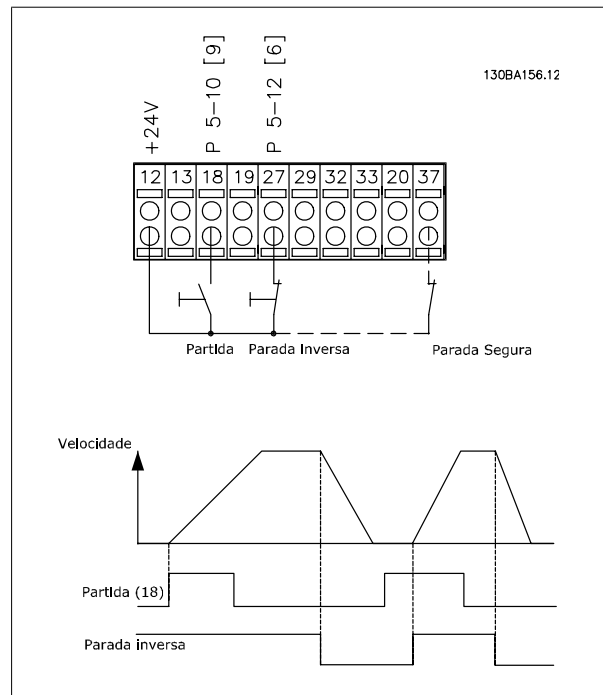 130BA156.12
+24V
P 5-10 [9]
P 5-12 [6]
12 13 18 19 27 29 32 33 20 37
Partida
Parada Inversa
Parada Segura
Velocidade
Partida (18)
Parada inversa